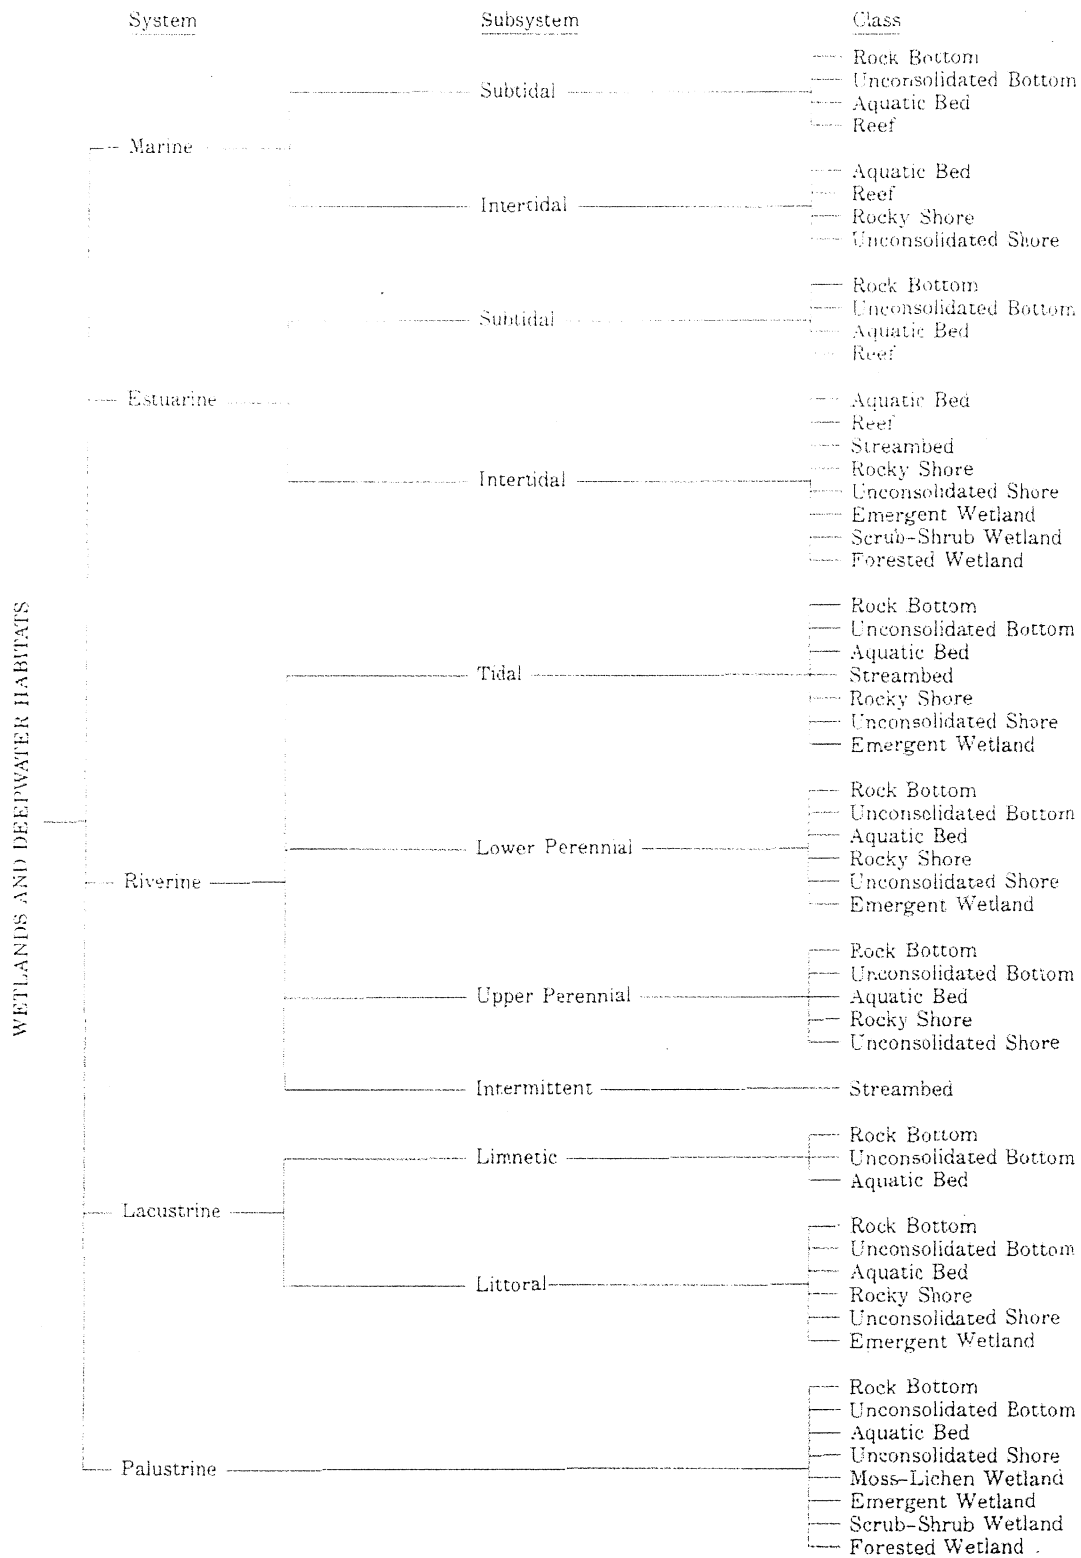 System Subsystem Class
Rock Bottom
Unconsolidated Bottom
Subtidal
Aquatic Bed
Reef
Marine
Aquatic Bed
Reef
Intertidal
Rocky Shore
Unconsolidated Shore
Rock Bottom
Unconsolidated Bottom
Subtidal
Aquatic Bed
Reef
Estuarine
Aquatic Bed
Reef
Streambed
Rocky Shore
Intertidal
Unconsolidated Shore
Emergent Wetland
Scrub-Shrub Wetland
Forested Wetland
WETLANDS AND DEEPWATER HABITATS
Rock Bottom
Unconsolidated Bottom
Aquatic Bed
Tidal
Streambed
Rocky Shore
Unconsolidated Shore
Emergent Wetland
Rock Bottom
Unconsolidated Bottom
Aquatic Bed
Lower Perennial
Rocky Shore
Riverine
Unconsolidated Shore
Emergent Wetland
Rock Bottom
Unconsolidated Bottom
Upper Perennial
Aquatic Bed
Rocky Shore
Unconsolidated Shore
Intermittent
Streambed
Rock Bottom
Limnetic
Unconsolidated Bottom
Aquatic Bed
Lacustrine
Rock Bottom
Unconsolidated Bottom
Aquatic Bed
Littoral
Rocky Shore
Unconsolidated Shore
Emergent Wetland
Rock Bottom
Unconsolidated Bottom
Aquatic Bed
Unconsolidated Shore
Palustrine
Moss-Lichen Wetland
Emergent Wetland
Scrub-Shrub Wetland
Forested Wetland